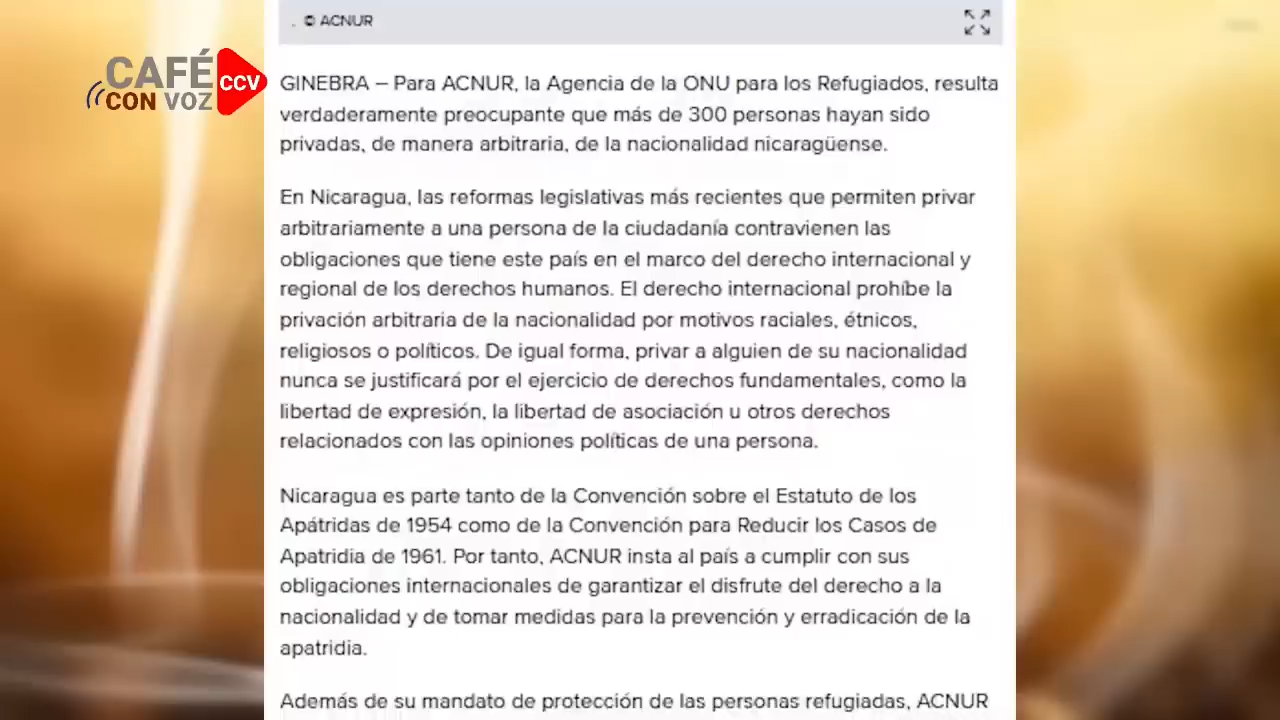 . © ACNUR
CAFÉ
CON VOZ
CCV
GINEBRA – Para ACNUR, la Agencia de la ONU para los Refugiados, resulta
verdaderamente preocupante que más de 300 personas hayan sido
privadas, de manera arbitraria, de la nacionalidad nicaragüense.
En Nicaragua, las reformas legislativas más recientes que permiten privar
arbitrariamente a una persona de la ciudadanía contravienen las
obligaciones que tiene este país en el marco del derecho internacional y
regional de los derechos humanos. El derecho internacional prohíbe la
privación arbitraria de la nacionalidad por motivos raciales, étnicos,
religiosos o políticos. De igual forma, privar a alguien de su nacionalidad
nunca se justificará por el ejercicio de derechos fundamentales, como la
libertad de expresión, la libertad de asociación u otros derechos
relacionados con las opiniones políticas de una persona.
Nicaragua es parte tanto de la Convención sobre el Estatuto de los
Apátridas de 1954 como de la Convención para Reducir los Casos de
Apatridia de 1961. Por tanto, ACNUR insta al país a cumplir con sus
obligaciones internacionales de garantizar el disfrute del derecho a la
nacionalidad y de tomar medidas para la prevención y erradicación de la
apatridia.
Además de su mandato de protección de las personas refugiadas, ACNUR